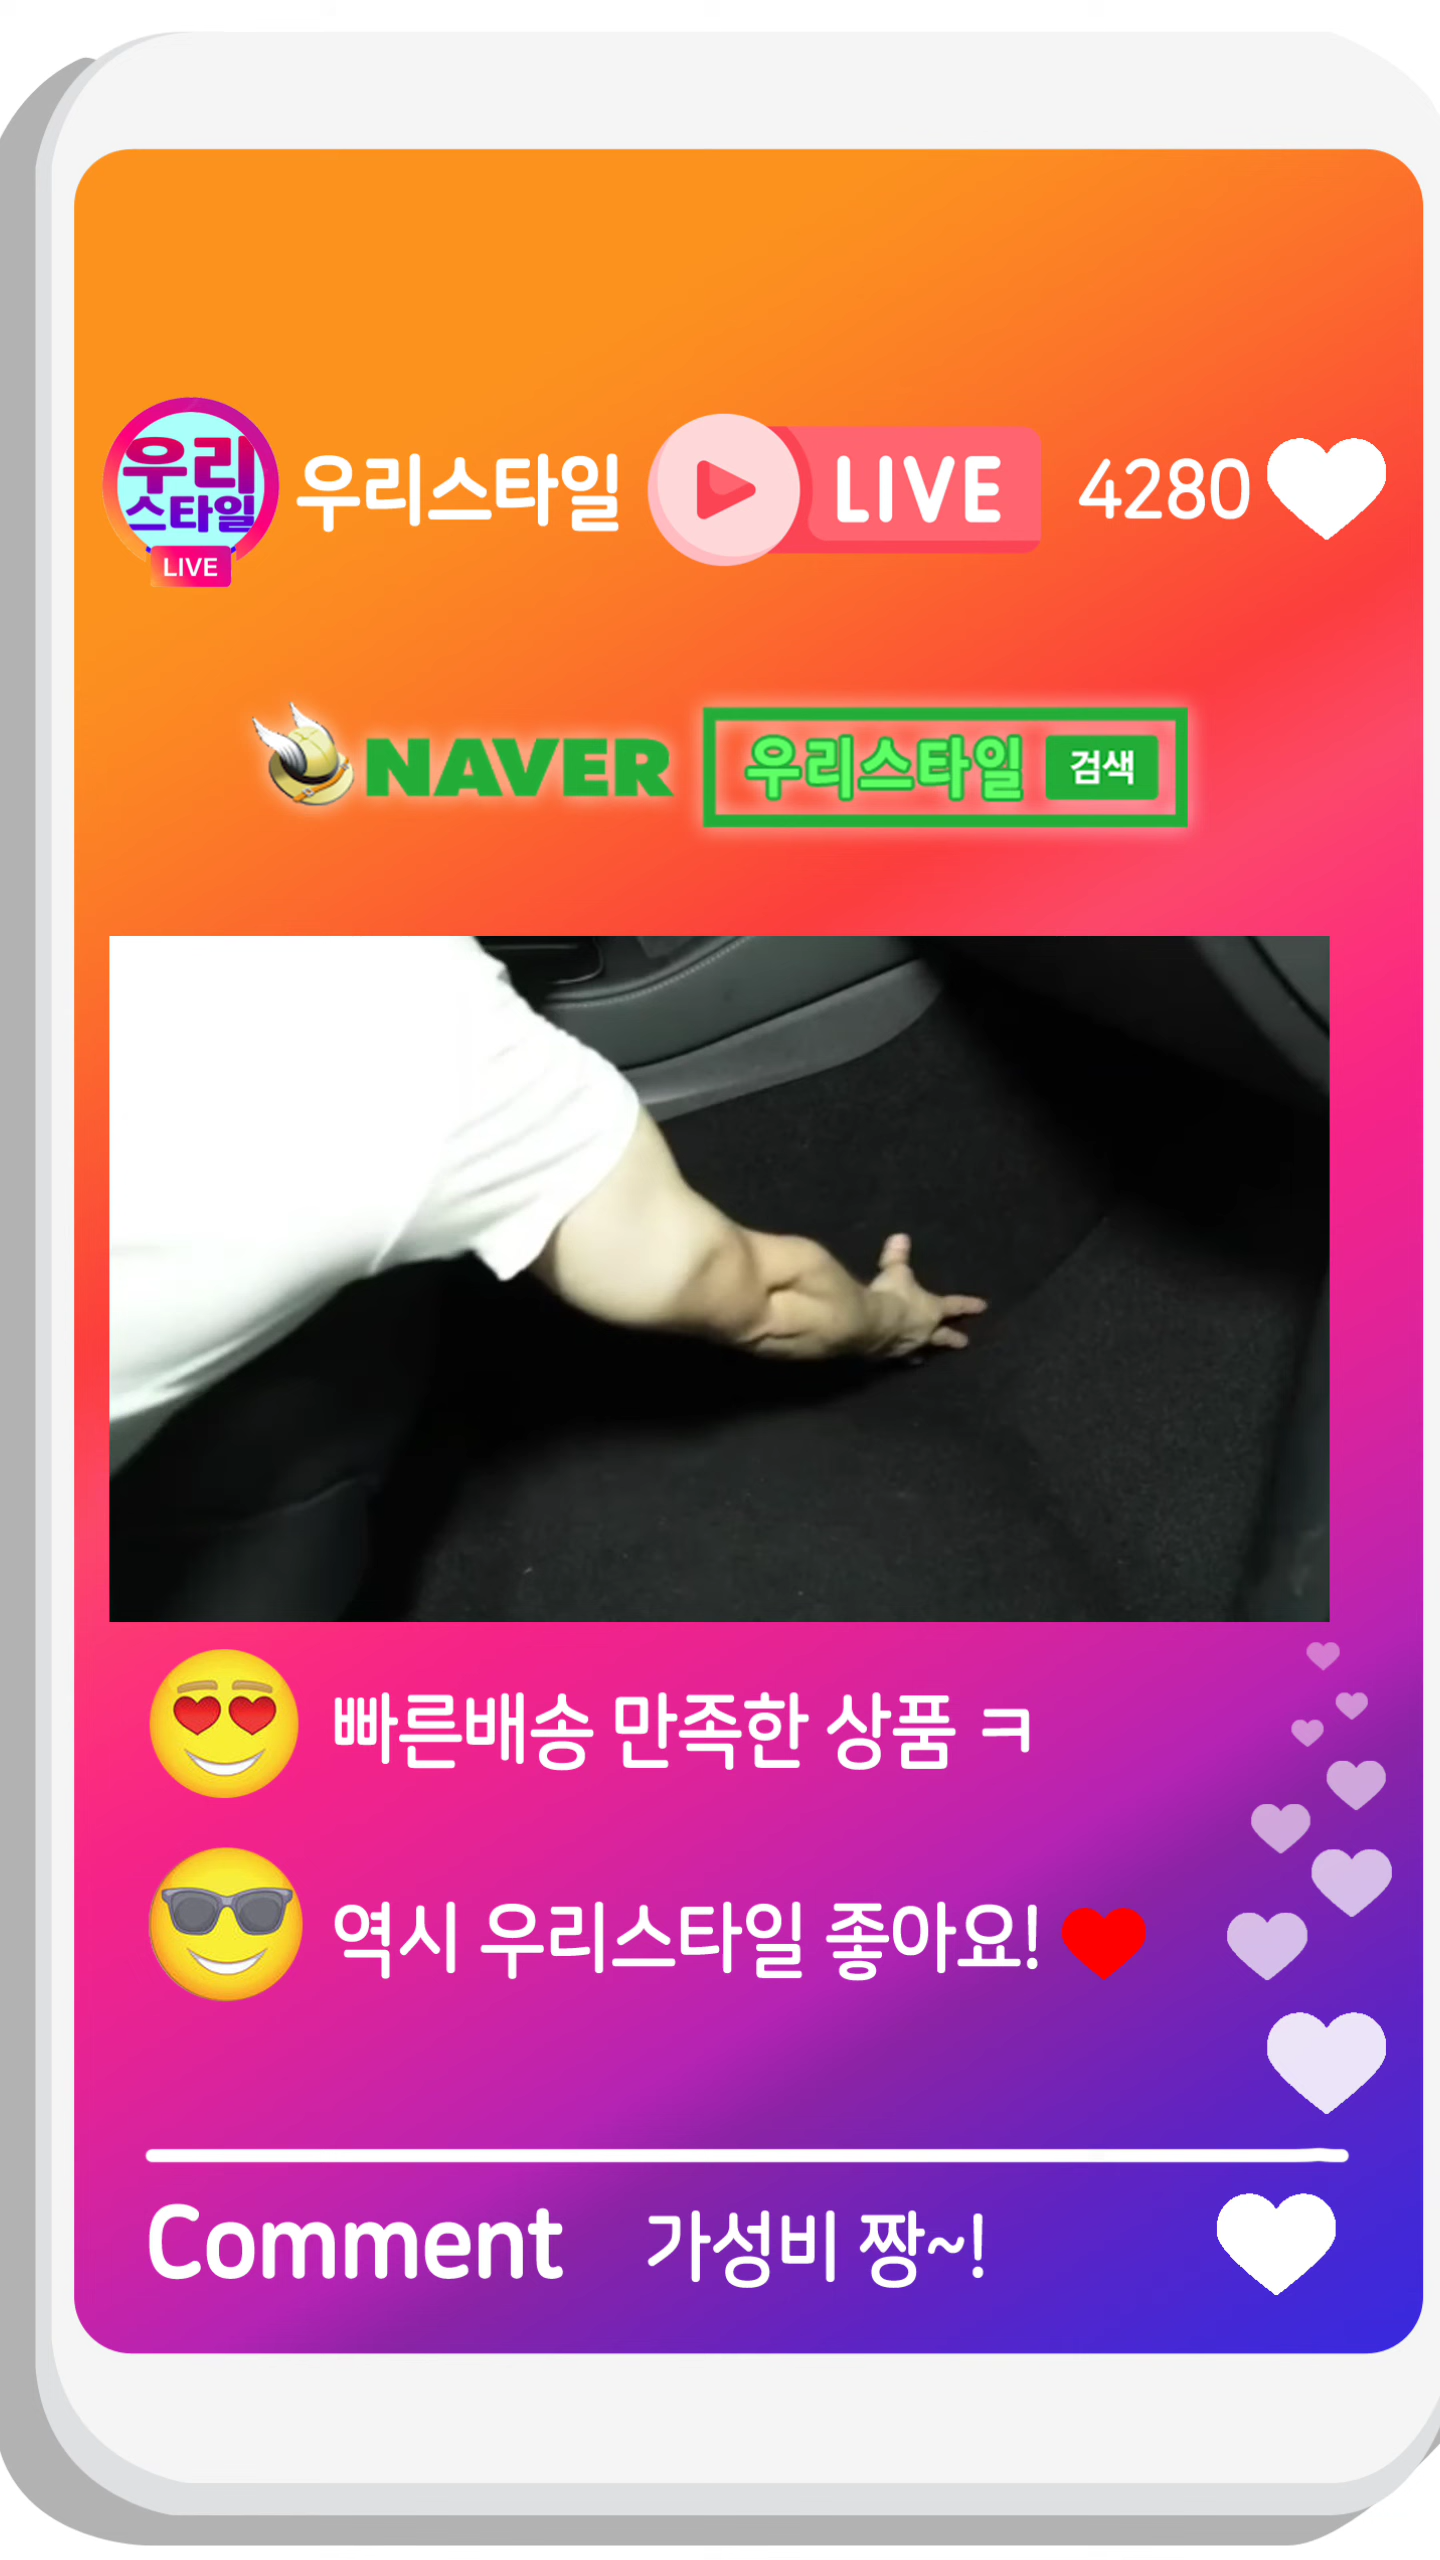 우리
스타일
LIVE
우리스타일
LIVE
4280
NAVER
우리스타일
검색
빠른배송 만족한 상품 ㅋ
역시 우리스타일 좋아요!
Comment
가성비 짱~!